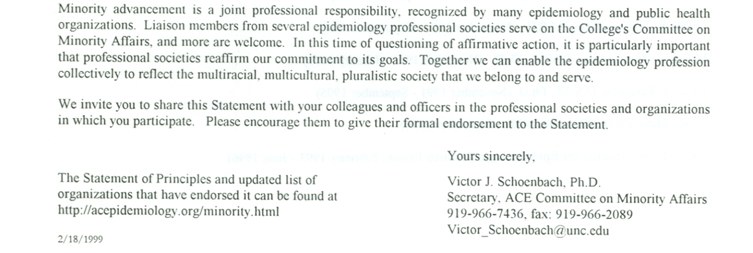 Minority advancement is a joint professional responsibility, recognized by many epidemiology and public health
organizations. Liaison members from several epidemiology professional societies serve on the College's Committee on
Minority Affairs, and more are welcome. In this time of questioning of affirmative action, it is particularly important
that professional societies reaffirm our commitment to its goals. Together we can enable the epidemiology profession
collectively to reflect the multiracial, multicultural, pluralistic society that we belong to and serve.
We invite you to share this Statement with your colleagues and officers in the professional societies and organizations
in which you participate. Please encourage them to give their formal endorsement to the Statement.
Yours sincerely,
The Statement of Principles and updated list of
organizations that have endorsed it can be found at
http://acepidemiology.org/minority.html
2/18/1999
Victor J. Schoenbach, Ph.D.
Secretary, ACE Committee on Minority Affairs
919-966-7436, fax: 919-966-2089
Victor_Schoenbach@unc.edu